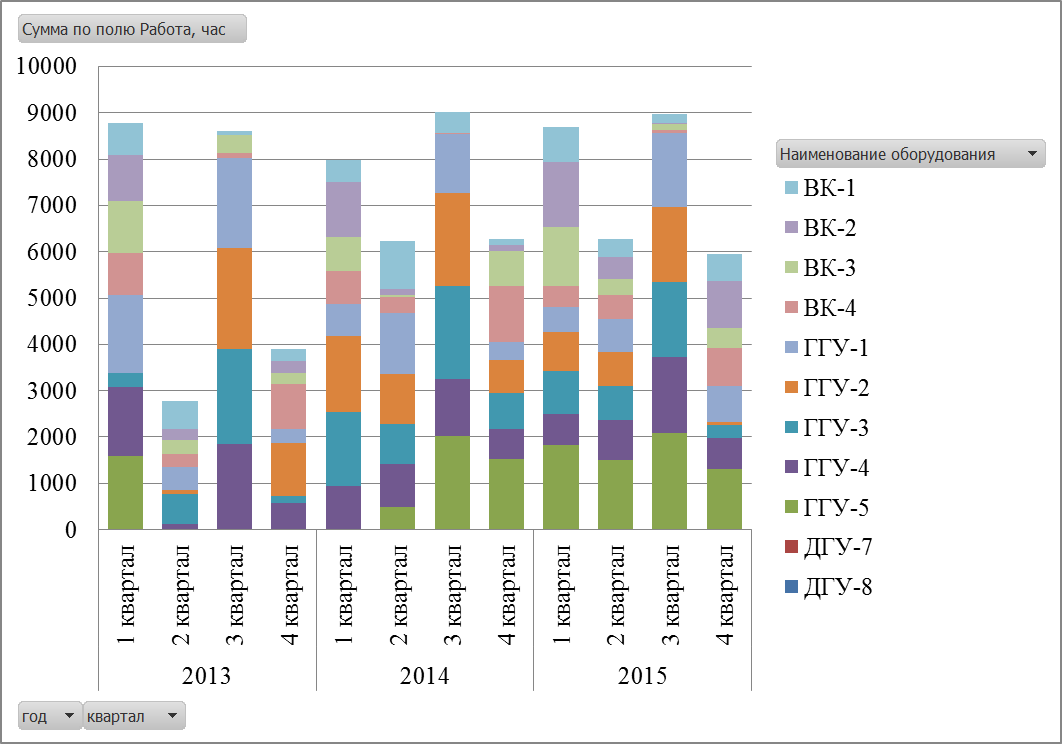 Сумма по полю Работа, час
10000
9000
8000
7000
6000
5000
4000
3000
2000
1000
0
1 квартал
2 квартал
3 квартал
4 квартал
1 квартал
2 квартал
3 квартал
4 квартал
1 квартал
2 квартал
3 квартал
4 квартал
2013
2014
2015
Наименование оборудования
ВК-1
ВК-2
ВК-3
ВК-4
ГГУ-1
ГГУ-2
ГГУ-3
ГГУ-4
ГГУ-5
ДГУ-7
ДГУ-8
год
квартал